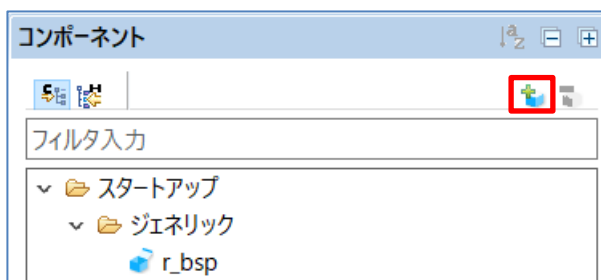 コンポーネント
フィルタ入力
スタートアップ
ジェネリック
r_bsp